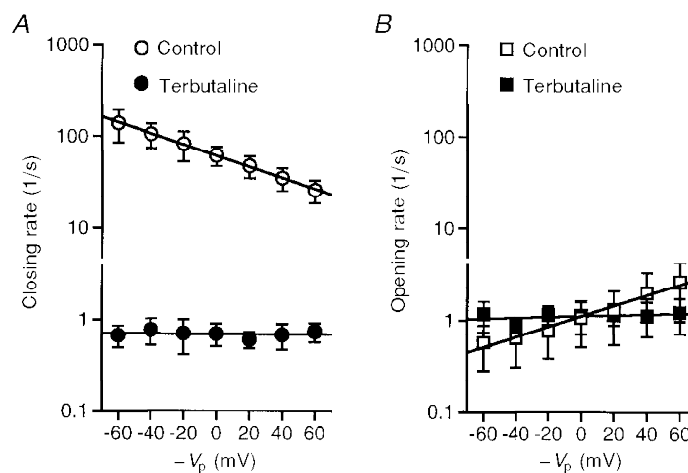 A
Control
Terbutaline
Closing rate (1/s)
1000
100
10
1
0.1
-60 -40 -20 0 20 40 60
−Vp (mV)
B
Control
Terbutaline
Opening rate (1/s)
1000
100
10
1
0.1
-60 -40 -20 0 20 40 60
−Vp (mV)